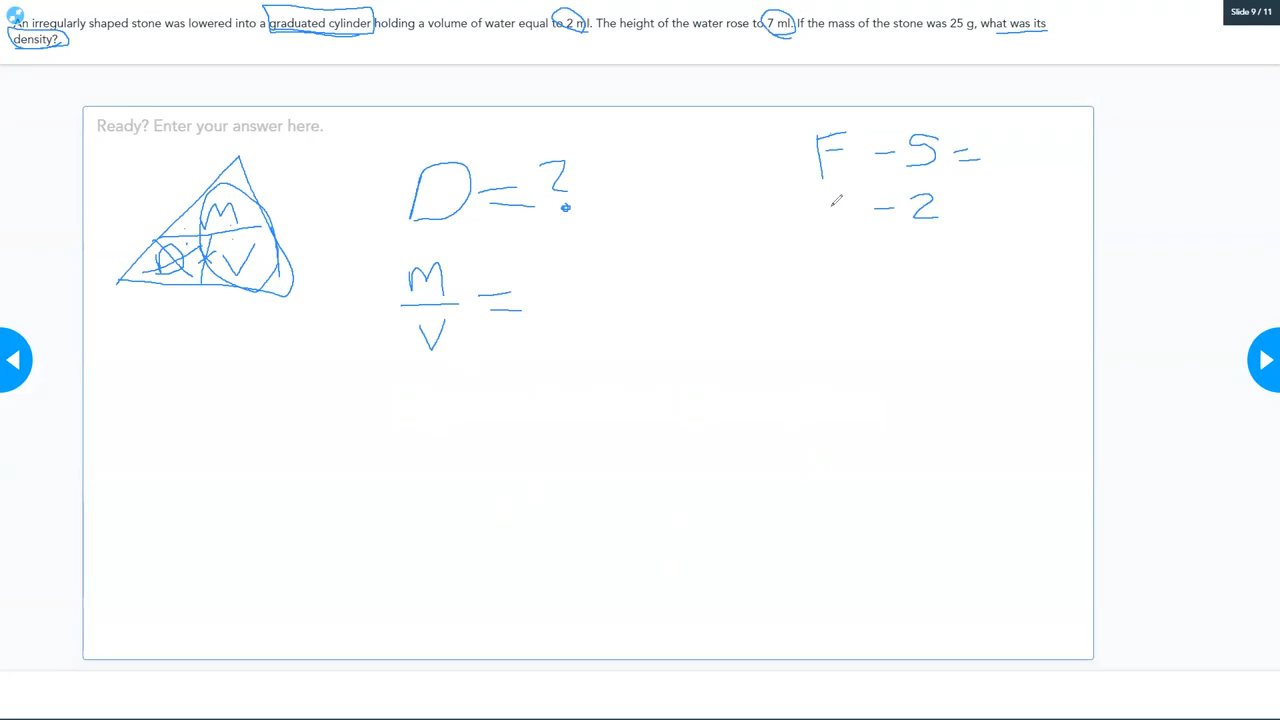 Slide 9 / 11
An irregularly shaped stone was lowered into a graduated cylinder holding a volume of water equal to 2 ml. The height of the water rose to 7 ml. If the mass of the stone was 25 g, what was its
density?
Ready? Enter your answer here.
F - S =
- 2
D = ?
M
D * V
M
V =